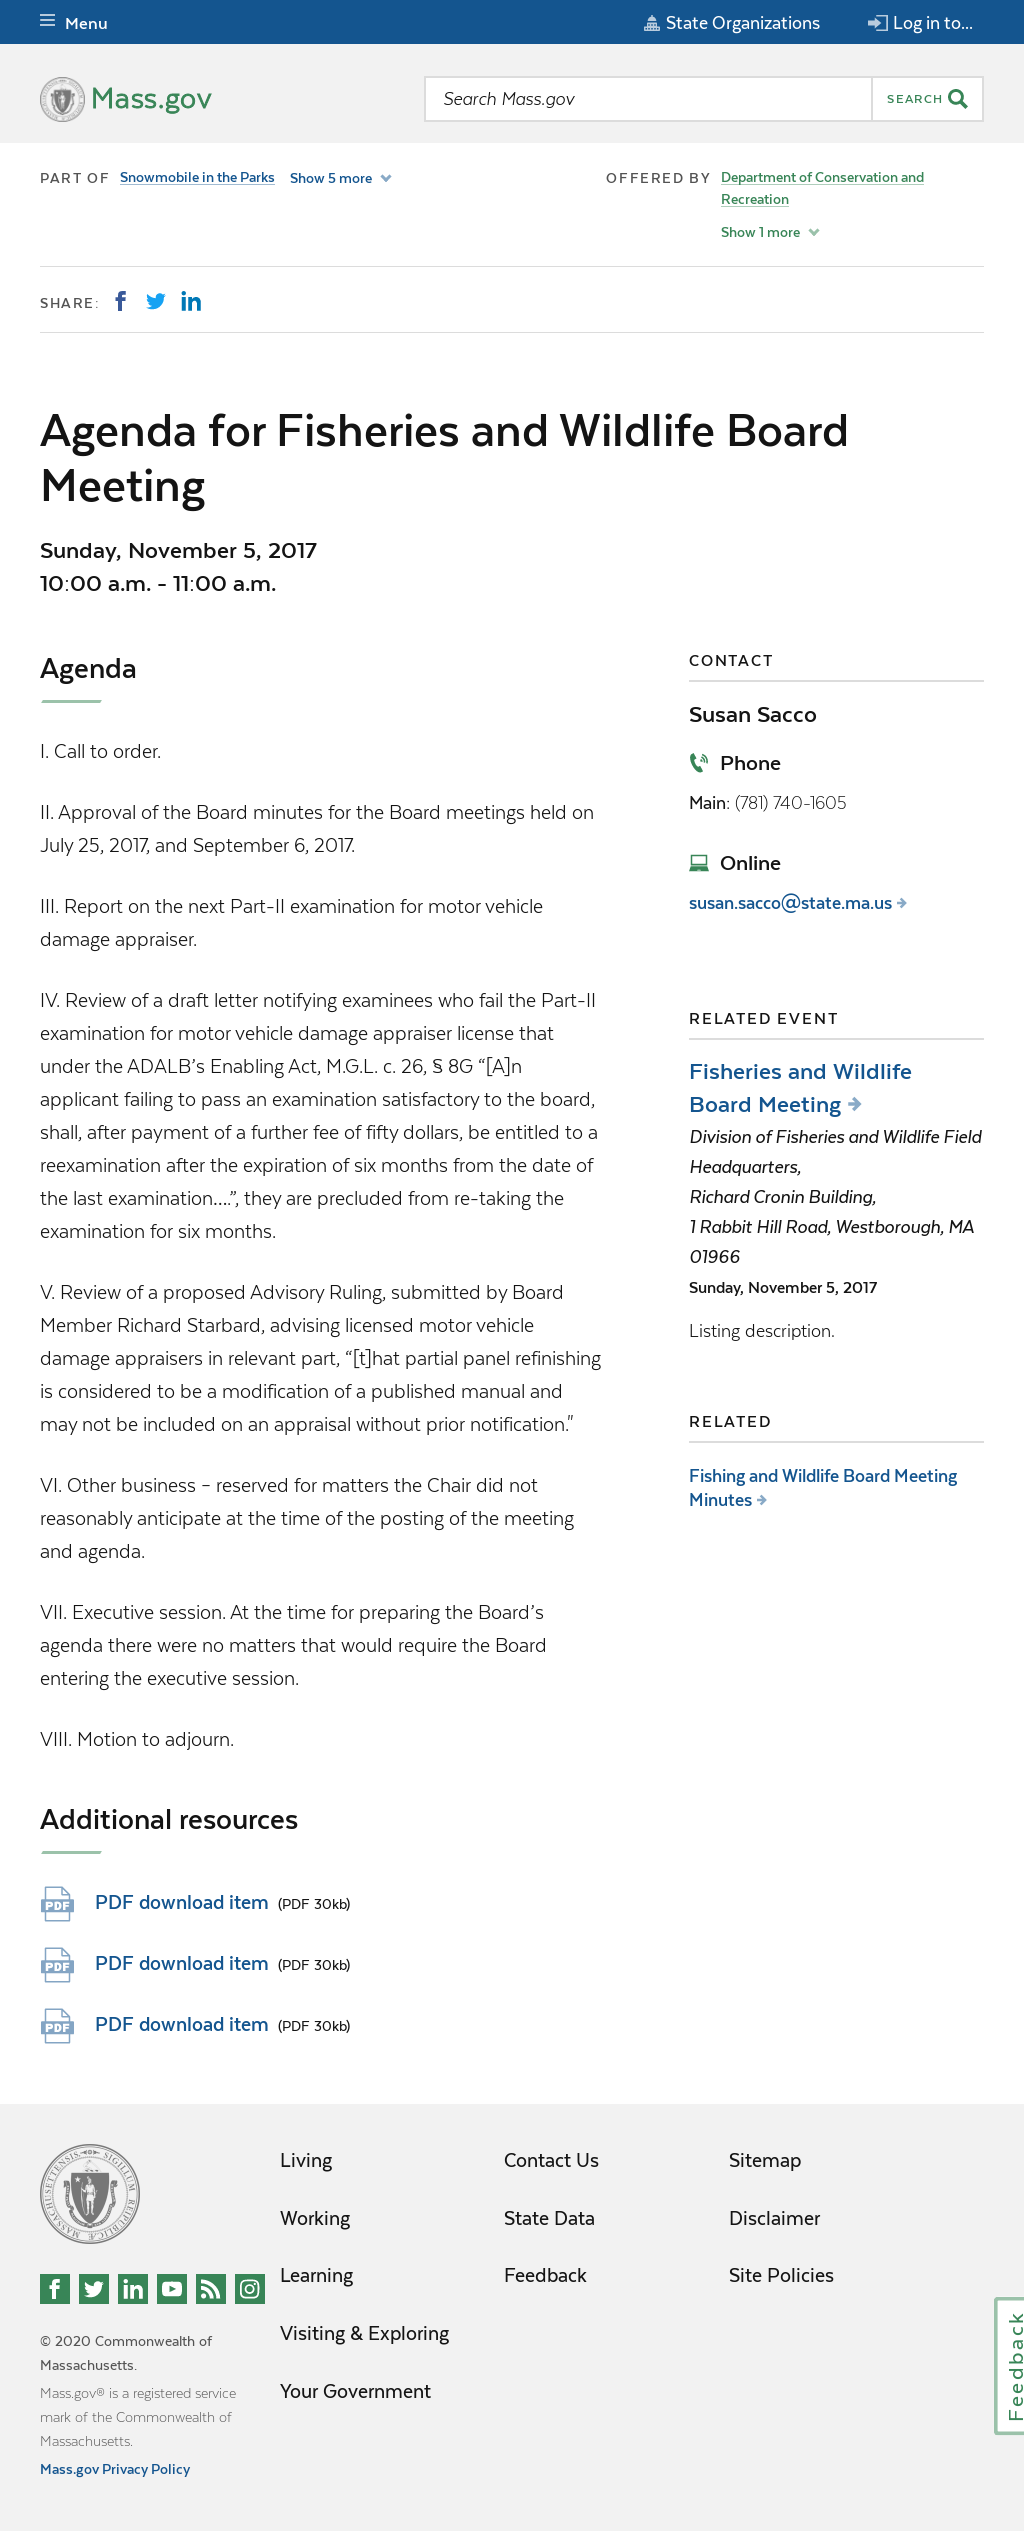 Menu
State Organizations
Log in to...
Mass.gov
Search Mass.gov
SEARCH
PART OF
Snowmobile in the Parks
Show 5 more
OFFERED BY
Department of Conservation and
Recreation
Show 1 more
SHARE:
Agenda for Fisheries and Wildlife Board
Meeting
Sunday, November 5, 2017
10:00 a.m. - 11:00 a.m.
Agenda
I. Call to order.
II. Approval of the Board minutes for the Board meetings held on
July 25, 2017, and September 6, 2017.
III. Report on the next Part-II examination for motor vehicle
damage appraiser.
IV. Review of a draft letter notifying examinees who fail the Part-II
examination for motor vehicle damage appraiser license that
under the ADALB’s Enabling Act, M.G.L. c. 26, § 8G “[A]n
applicant failing to pass an examination satisfactory to the board,
shall, after payment of a further fee of fifty dollars, be entitled to a
reexamination after the expiration of six months from the date of
the last examination….”, they are precluded from re-taking the
examination for six months.
V. Review of a proposed Advisory Ruling, submitted by Board
Member Richard Starbard, advising licensed motor vehicle
damage appraisers in relevant part, “[t]hat partial panel refinishing
is considered to be a modification of a published manual and
may not be included on an appraisal without prior notification."
VI. Other business – reserved for matters the Chair did not
reasonably anticipate at the time of the posting of the meeting
and agenda.
VII. Executive session. At the time for preparing the Board’s
agenda there were no matters that would require the Board
entering the executive session.
VIII. Motion to adjourn.
Additional resources
PDF
PDF download item (PDF 30kb)
PDF
PDF download item (PDF 30kb)
PDF
PDF download item (PDF 30kb)
CONTACT
Susan Sacco
Phone
Main: (781) 740-1605
Online
susan.sacco@state.ma.us
RELATED EVENT
Fisheries and Wildlife
Board Meeting
Division of Fisheries and Wildlife Field
Headquarters,
Richard Cronin Building,
1 Rabbit Hill Road, Westborough, MA
01966
Sunday, November 5, 2017
Listing description.
RELATED
Fishing and Wildlife Board Meeting
Minutes
Living
Working
Learning
Visiting & Exploring
Your Government
Contact Us
State Data
Feedback
Sitemap
Disclaimer
Site Policies
© 2020 Commonwealth of
Massachusetts.
Mass.gov® is a registered service
mark of the Commonwealth of
Massachusetts.
Mass.gov Privacy Policy
Feedback